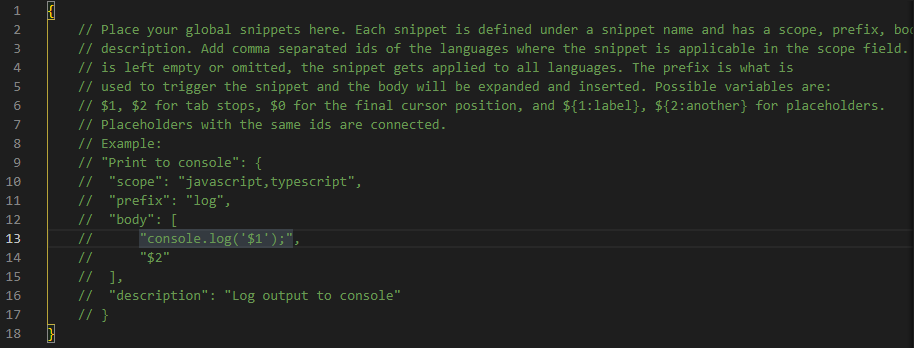 1 {
2 // Place your global snippets here. Each snippet is defined under a snippet name and has a scope, prefix,
3 // description. Add comma separated ids of the languages where the snippet is applicable in the scope field.
4 // is left empty or omitted, the snippet gets applied to all languages. The prefix is what is
5 // used to trigger the snippet and the body will be expanded and inserted. Possible variables are:
6 // $1, $2 for tab stops, $0 for the final cursor position, and ${1:label}, ${2:another} for placeholders.
7 // Placeholders with the same ids are connected.
8 // Example:
9 // "Print to console": {
10 // "scope": "javascript,typescript",
11 // "prefix": "log",
12 // "body": [
13 // "console.log('$1');",
14 // "$2"
15 // ],
16 // "description": "Log output to console"
17 // }
18 }